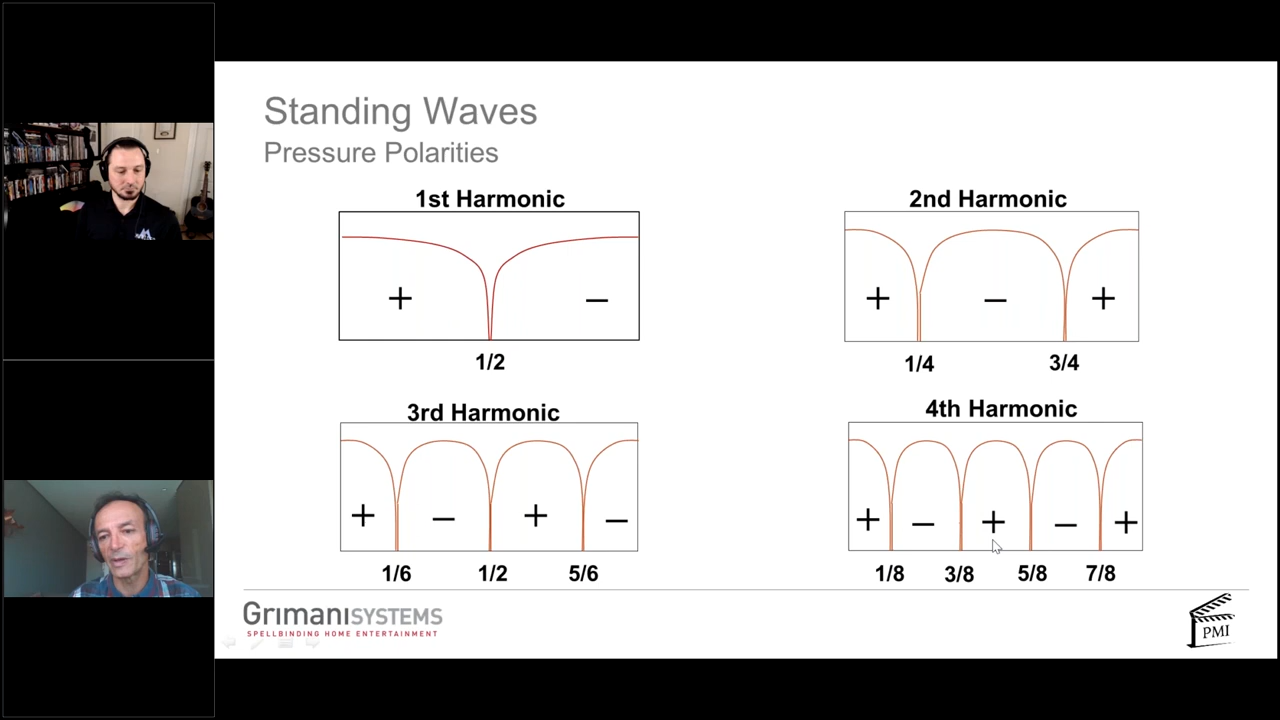 Standing Waves
Pressure Polarities
1st Harmonic
+ –
1/2
2nd Harmonic
+ – +
1/4 3/4
3rd Harmonic
+ – + –
1/6 1/2 5/6
4th Harmonic
+ – + – +
1/8 3/8 5/8 7/8
GrimaniSYSTEMS
SPELLBINDING HOME ENTERTAINMENT
PMI